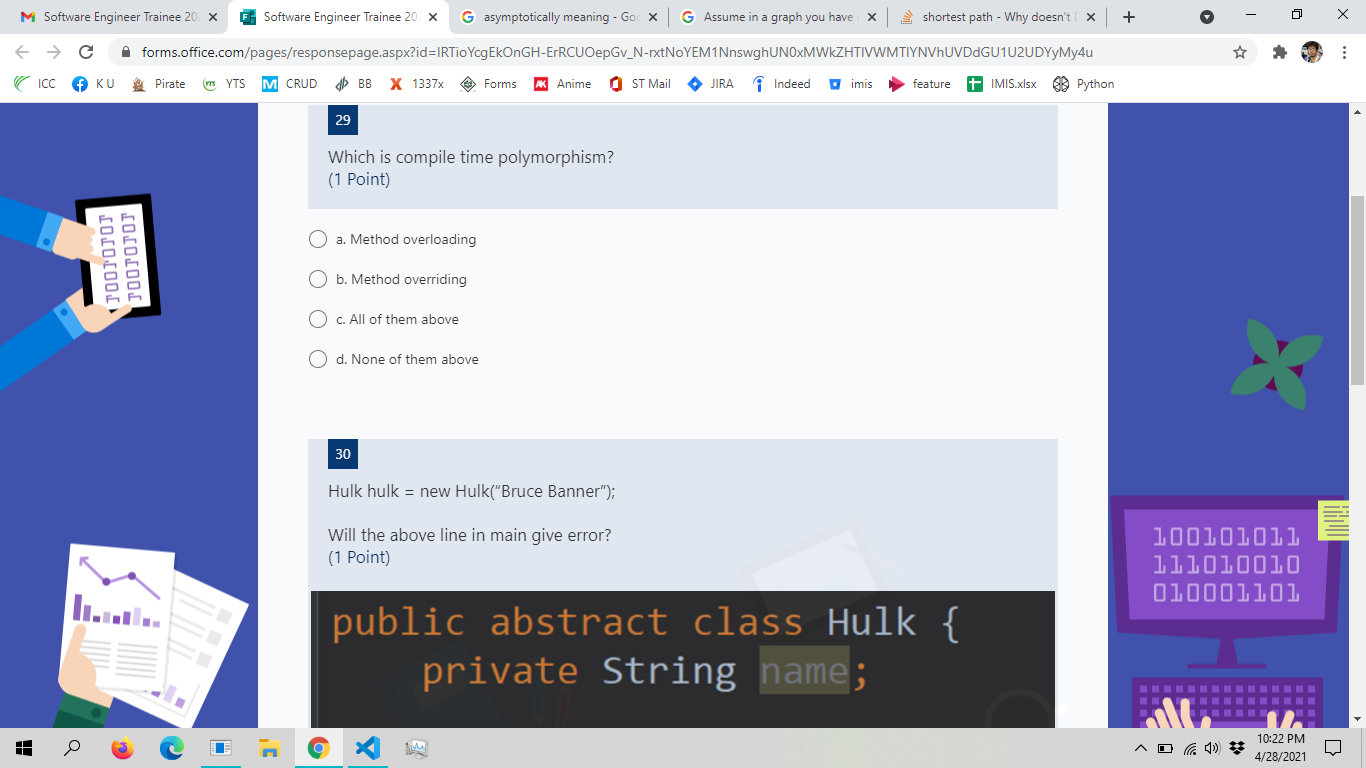 Software Engineer Trainee 20
Software Engineer Trainee 20
asymptotically meaning - Goo
Assume in a graph you have
shortest path - Why doesn't
forms.office.com/pages/responsepage.aspx?id=IRTioYcgEkOnGH-ErRCUOepGv_N-rxtNoYEM1NnswghUN0xMWkZHTlVWMTlYNVhUVDdGU1U2UDYyMy4u
ICC
K U
Pirate
YTS
CRUD
BB
1337x
Forms
Anime
ST Mail
JIRA
Indeed
imis
feature
IMIS.xlsx
Python
29
Which is compile time polymorphism?
(1 Point)
a. Method overloading
b. Method overriding
c. All of them above
d. None of them above
30
Hulk hulk = new Hulk(“Bruce Banner”);
Will the above line in main give error?
(1 Point)
public abstract class Hulk {
private String name;
100101011
111010010
010001101
10:22 PM
4/28/2021